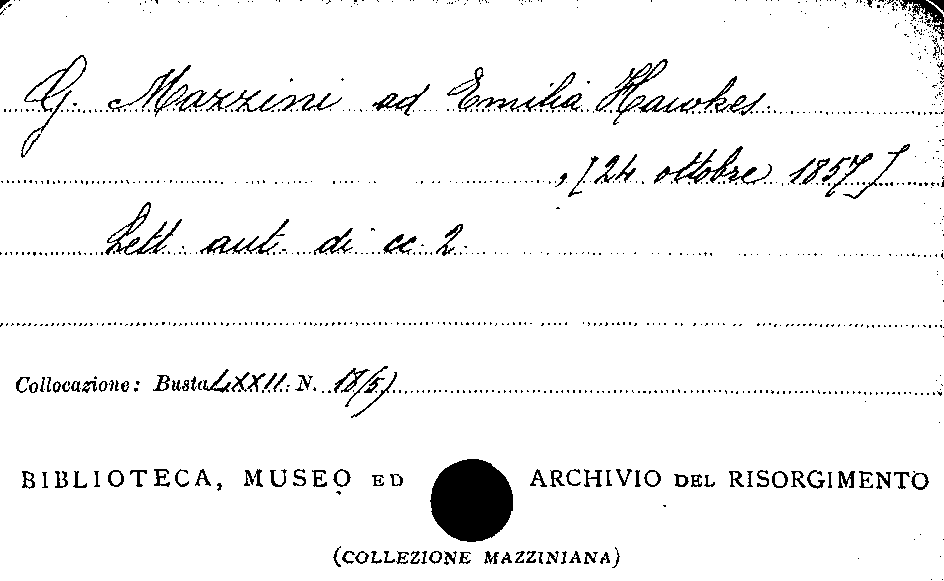 G. Mazzini ad Emilia Hawkes.
, [24 ottobre 1857]
Lett. aut. di cc. 2.
Collocazione: Busta LXXII. N. 18/5)
BIBLIOTECA, MUSEO ED ARCHIVIO DEL RISORGIMENTO
(COLLEZIONE MAZZINIANA)